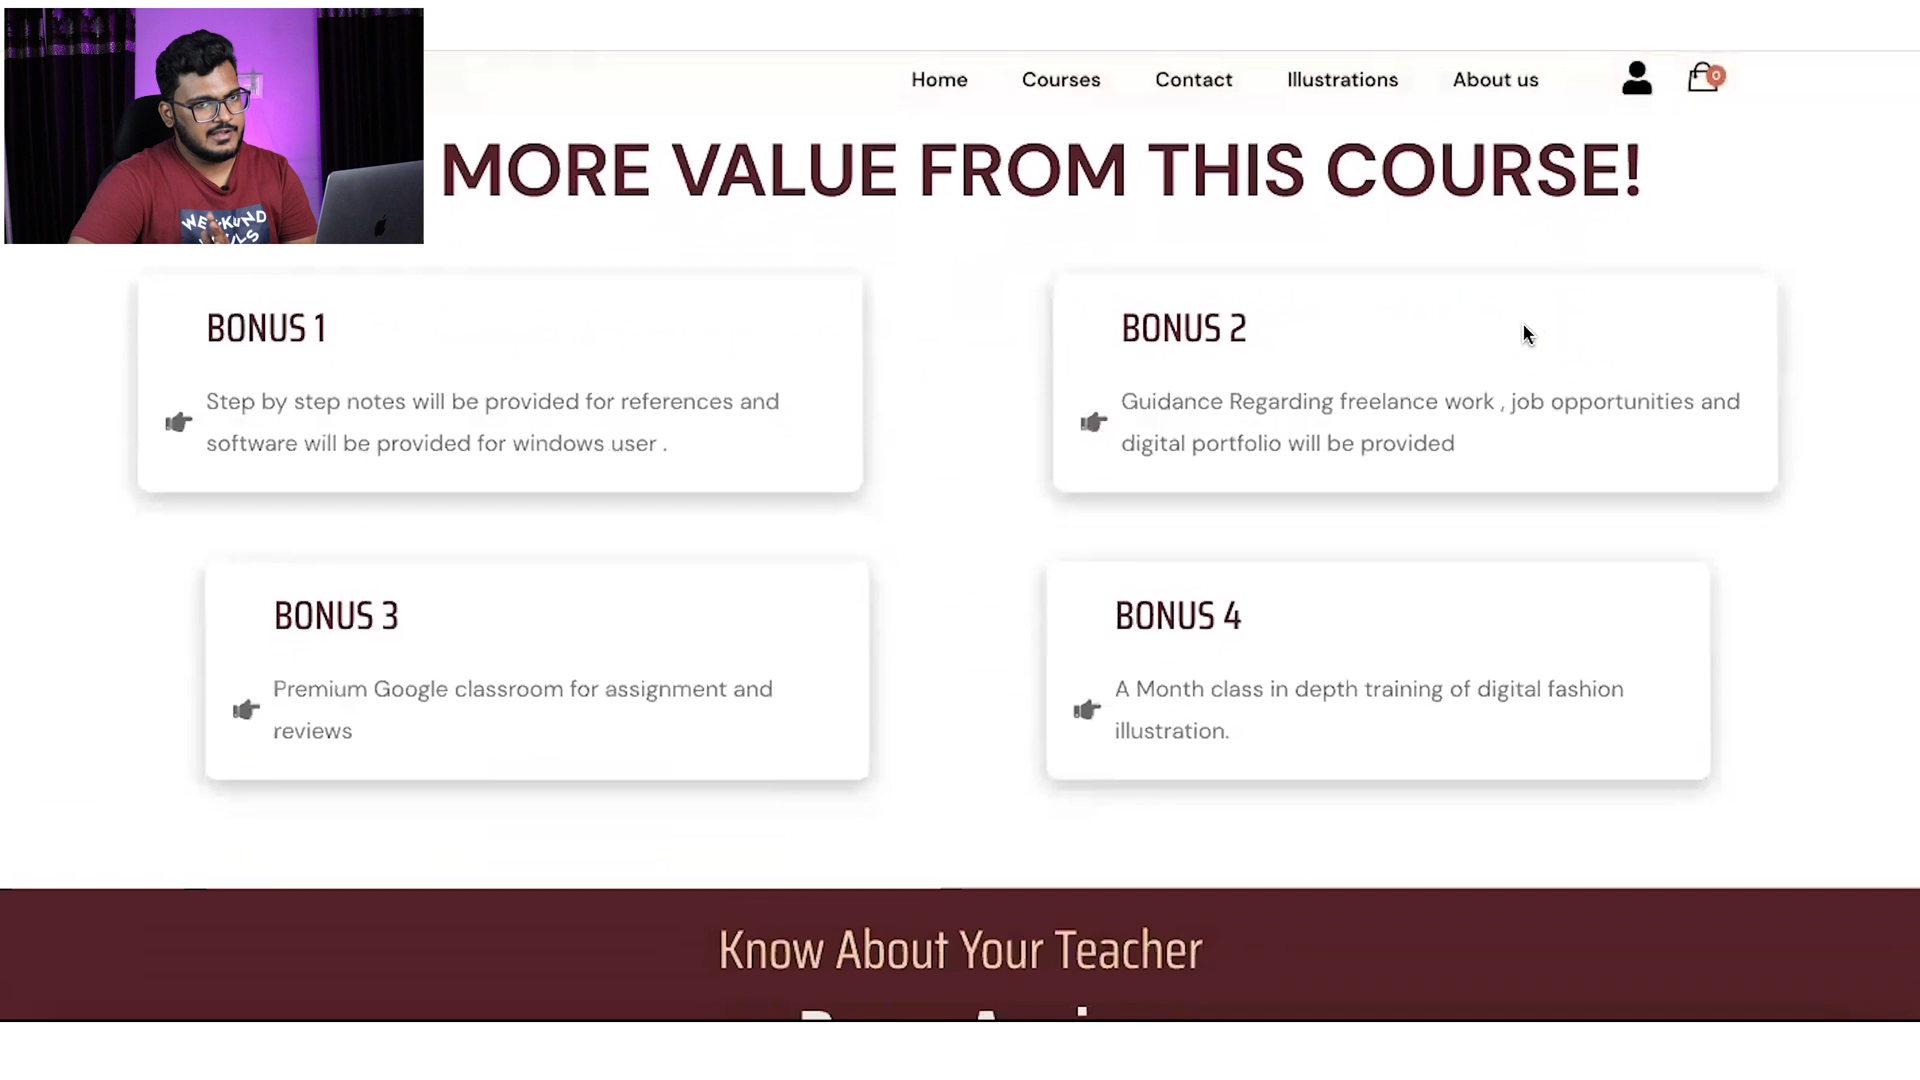 Home Courses Contact Illustrations About us 0
MORE VALUE FROM THIS COURSE!
BONUS 1
Step by step notes will be provided for references and
software will be provided for windows user .
BONUS 2
Guidance Regarding freelance work , job opportunities and
digital portfolio will be provided
BONUS 3
Premium Google classroom for assignment and
reviews
BONUS 4
A Month class in depth training of digital fashion
illustration.
Know About Your Teacher